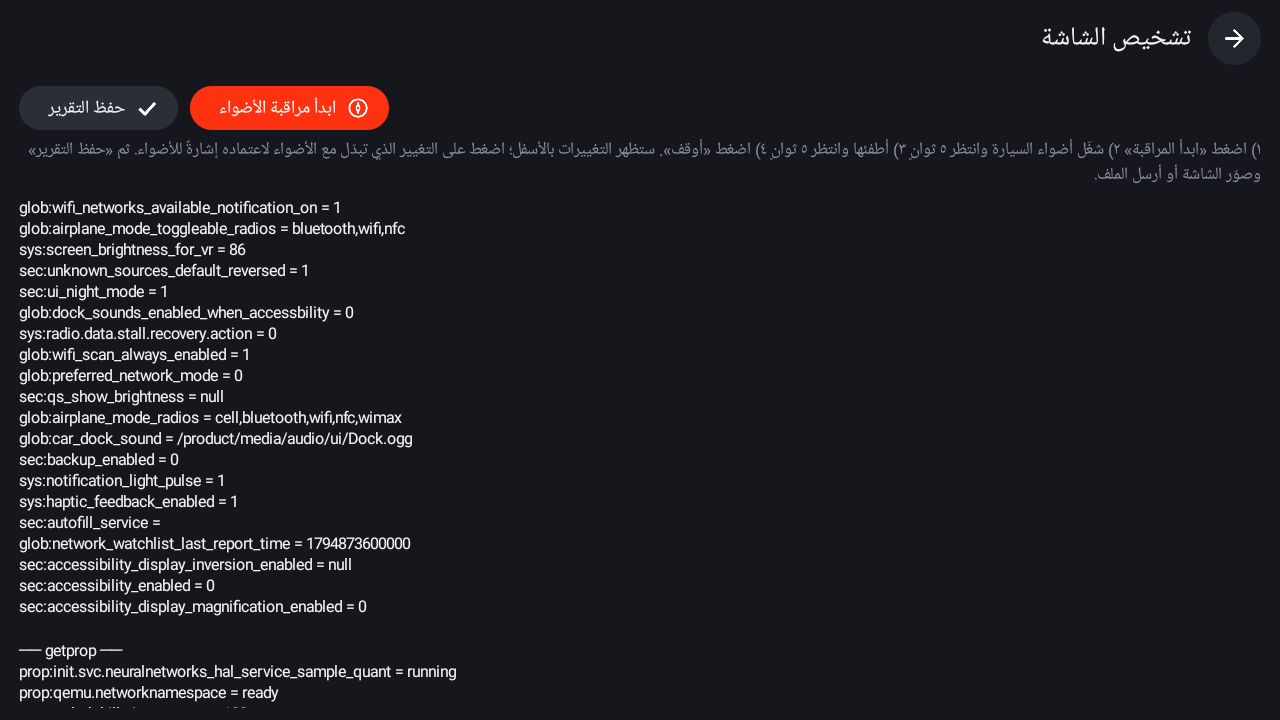 تشخيص الشاشة
ابدأ مراقبة الأضواء
حفظ التقرير
١) اضغط «ابدأ المراقبة» ٢) شغّل أضواء السيارة وانتظر ٥ ثوانٍ ٣) أطفئها وانتظر ٥ ثوانٍ ٤) اضغط «أوقف». ستظهر التغييرات بالأسفل؛ اضغط على التغيير الذي تبدّل مع الأضواء لاعتماده إشارةً للأضواء. ثم «حفظ التقرير»
وصوّر الشاشة أو أرسل الملف.
glob:wifi_networks_available_notification_on = 1
glob:airplane_mode_toggleable_radios = bluetooth,wifi,nfc
sys:screen_brightness_for_vr = 86
sec:unknown_sources_default_reversed = 1
sec:ui_night_mode = 1
glob:dock_sounds_enabled_when_accessbility = 0
sys:radio.data.stall.recovery.action = 0
glob:wifi_scan_always_enabled = 1
glob:preferred_network_mode = 0
sec:qs_show_brightness = null
glob:airplane_mode_radios = cell,bluetooth,wifi,nfc,wimax
glob:car_dock_sound = /product/media/audio/ui/Dock.ogg
sec:backup_enabled = 0
sys:notification_light_pulse = 1
sys:haptic_feedback_enabled = 1
sec:autofill_service =
glob:network_watchlist_last_report_time = 1794873600000
sec:accessibility_display_inversion_enabled = null
sec:accessibility_enabled = 0
sec:accessibility_display_magnification_enabled = 0
── getprop ──
prop:init.svc.neuralnetworks_hal_service_sample_quant = running
prop:qemu.networknamespace = ready